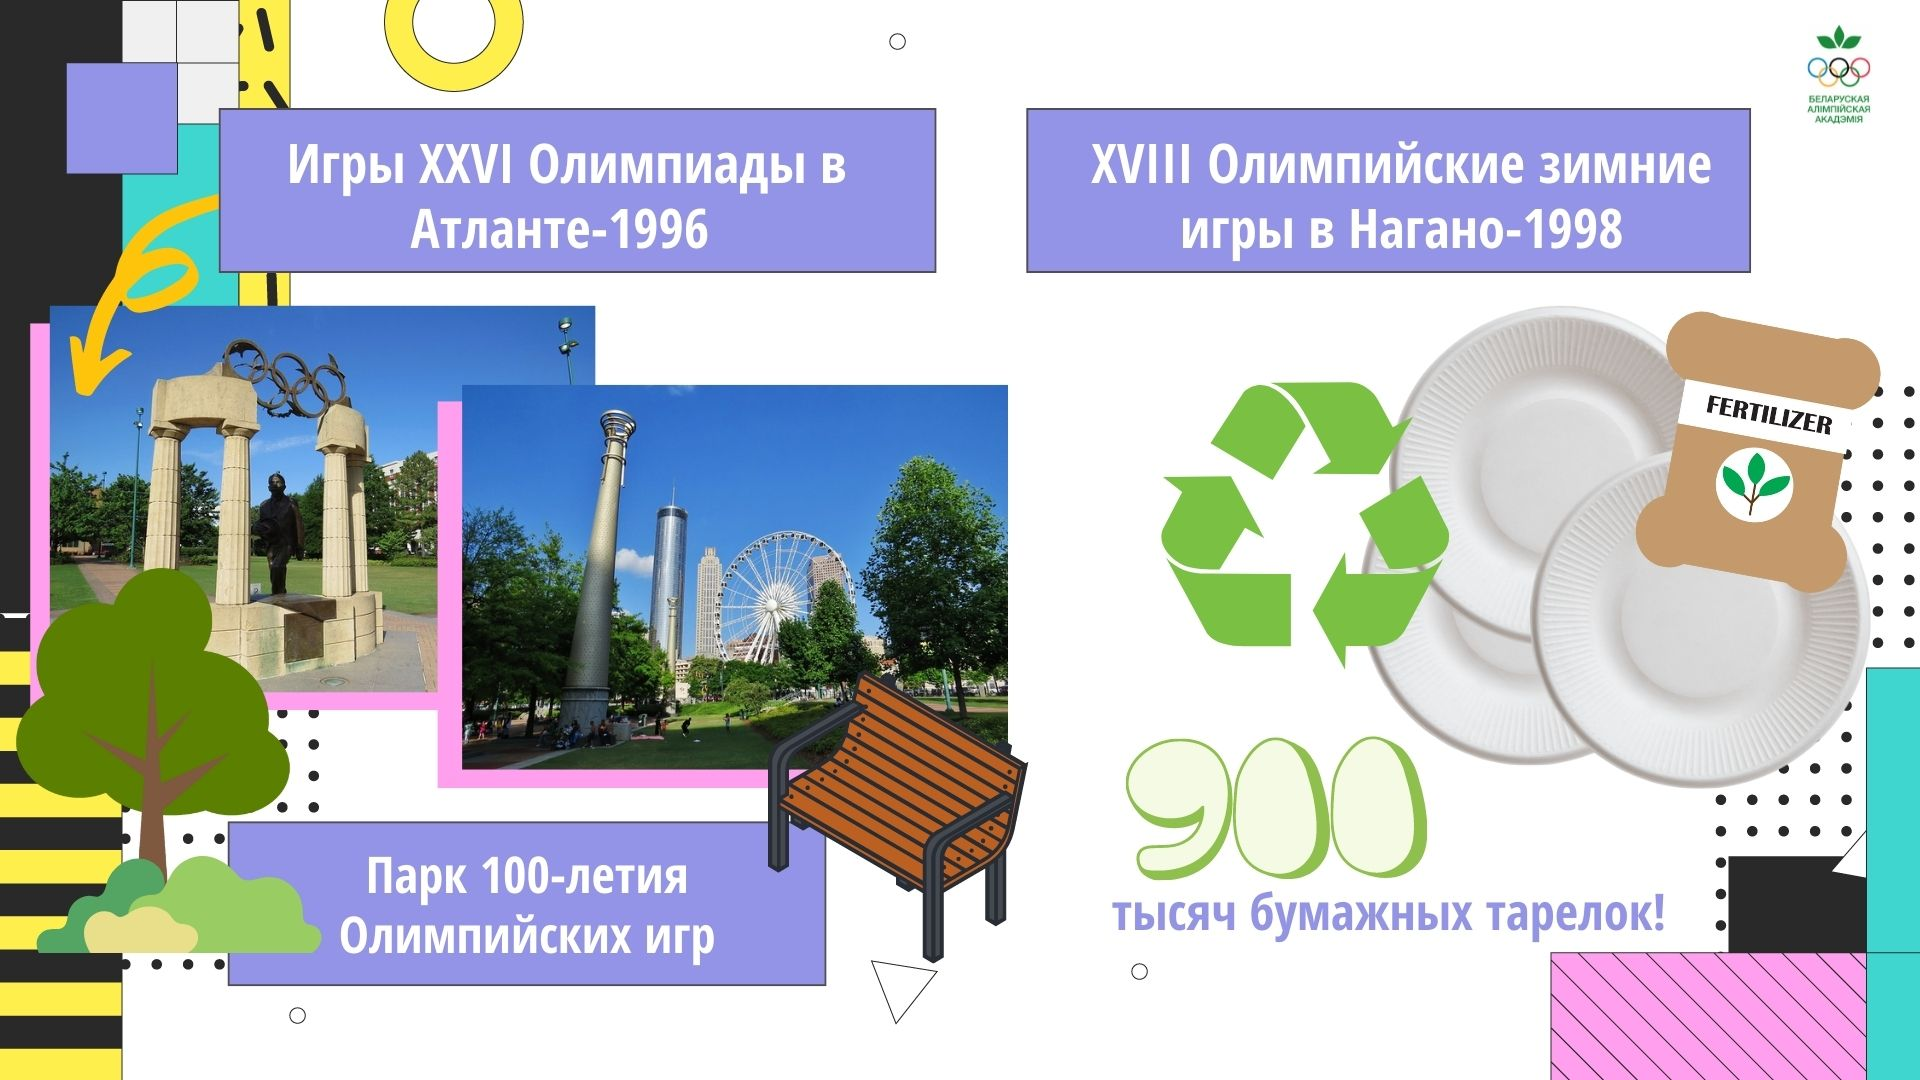 БЕЛАРУСКАЯ
АЛІМПІЙСКАЯ
АКАДЭМІЯ
Игры XXVI Олимпиады в
Атланте-1996
Парк 100-летия
Олимпийских игр
XVIII Олимпийские зимние
игры в Нагано-1998
FERTILIZER
900
тысяч бумажных тарелок!